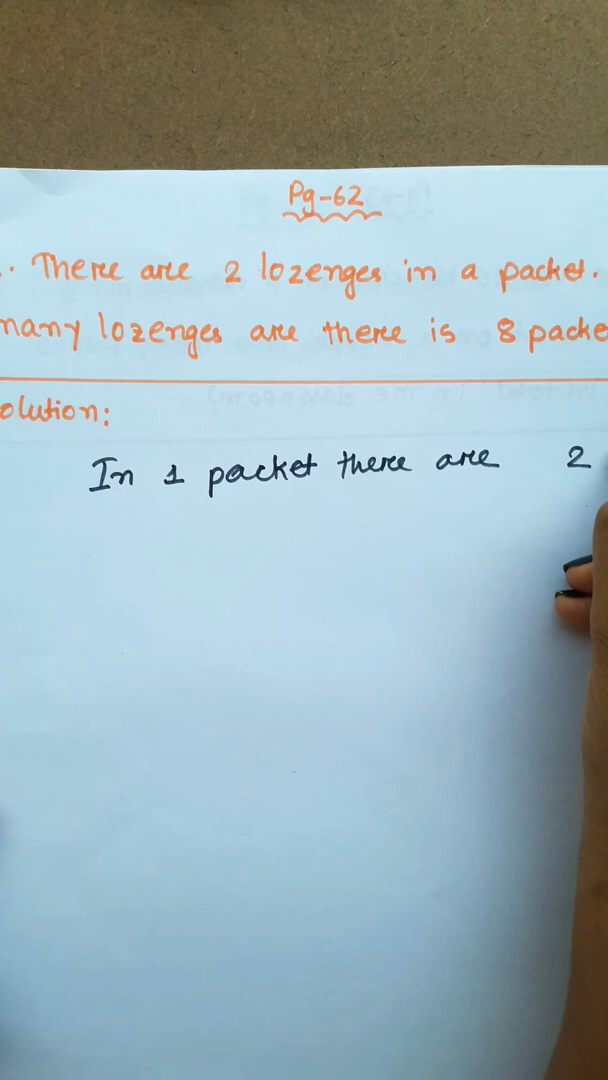 Pg-62
. There are 2 lozenges in a packet.
many lozenges are there is 8 packe
olution:
In 1 packet there are 2